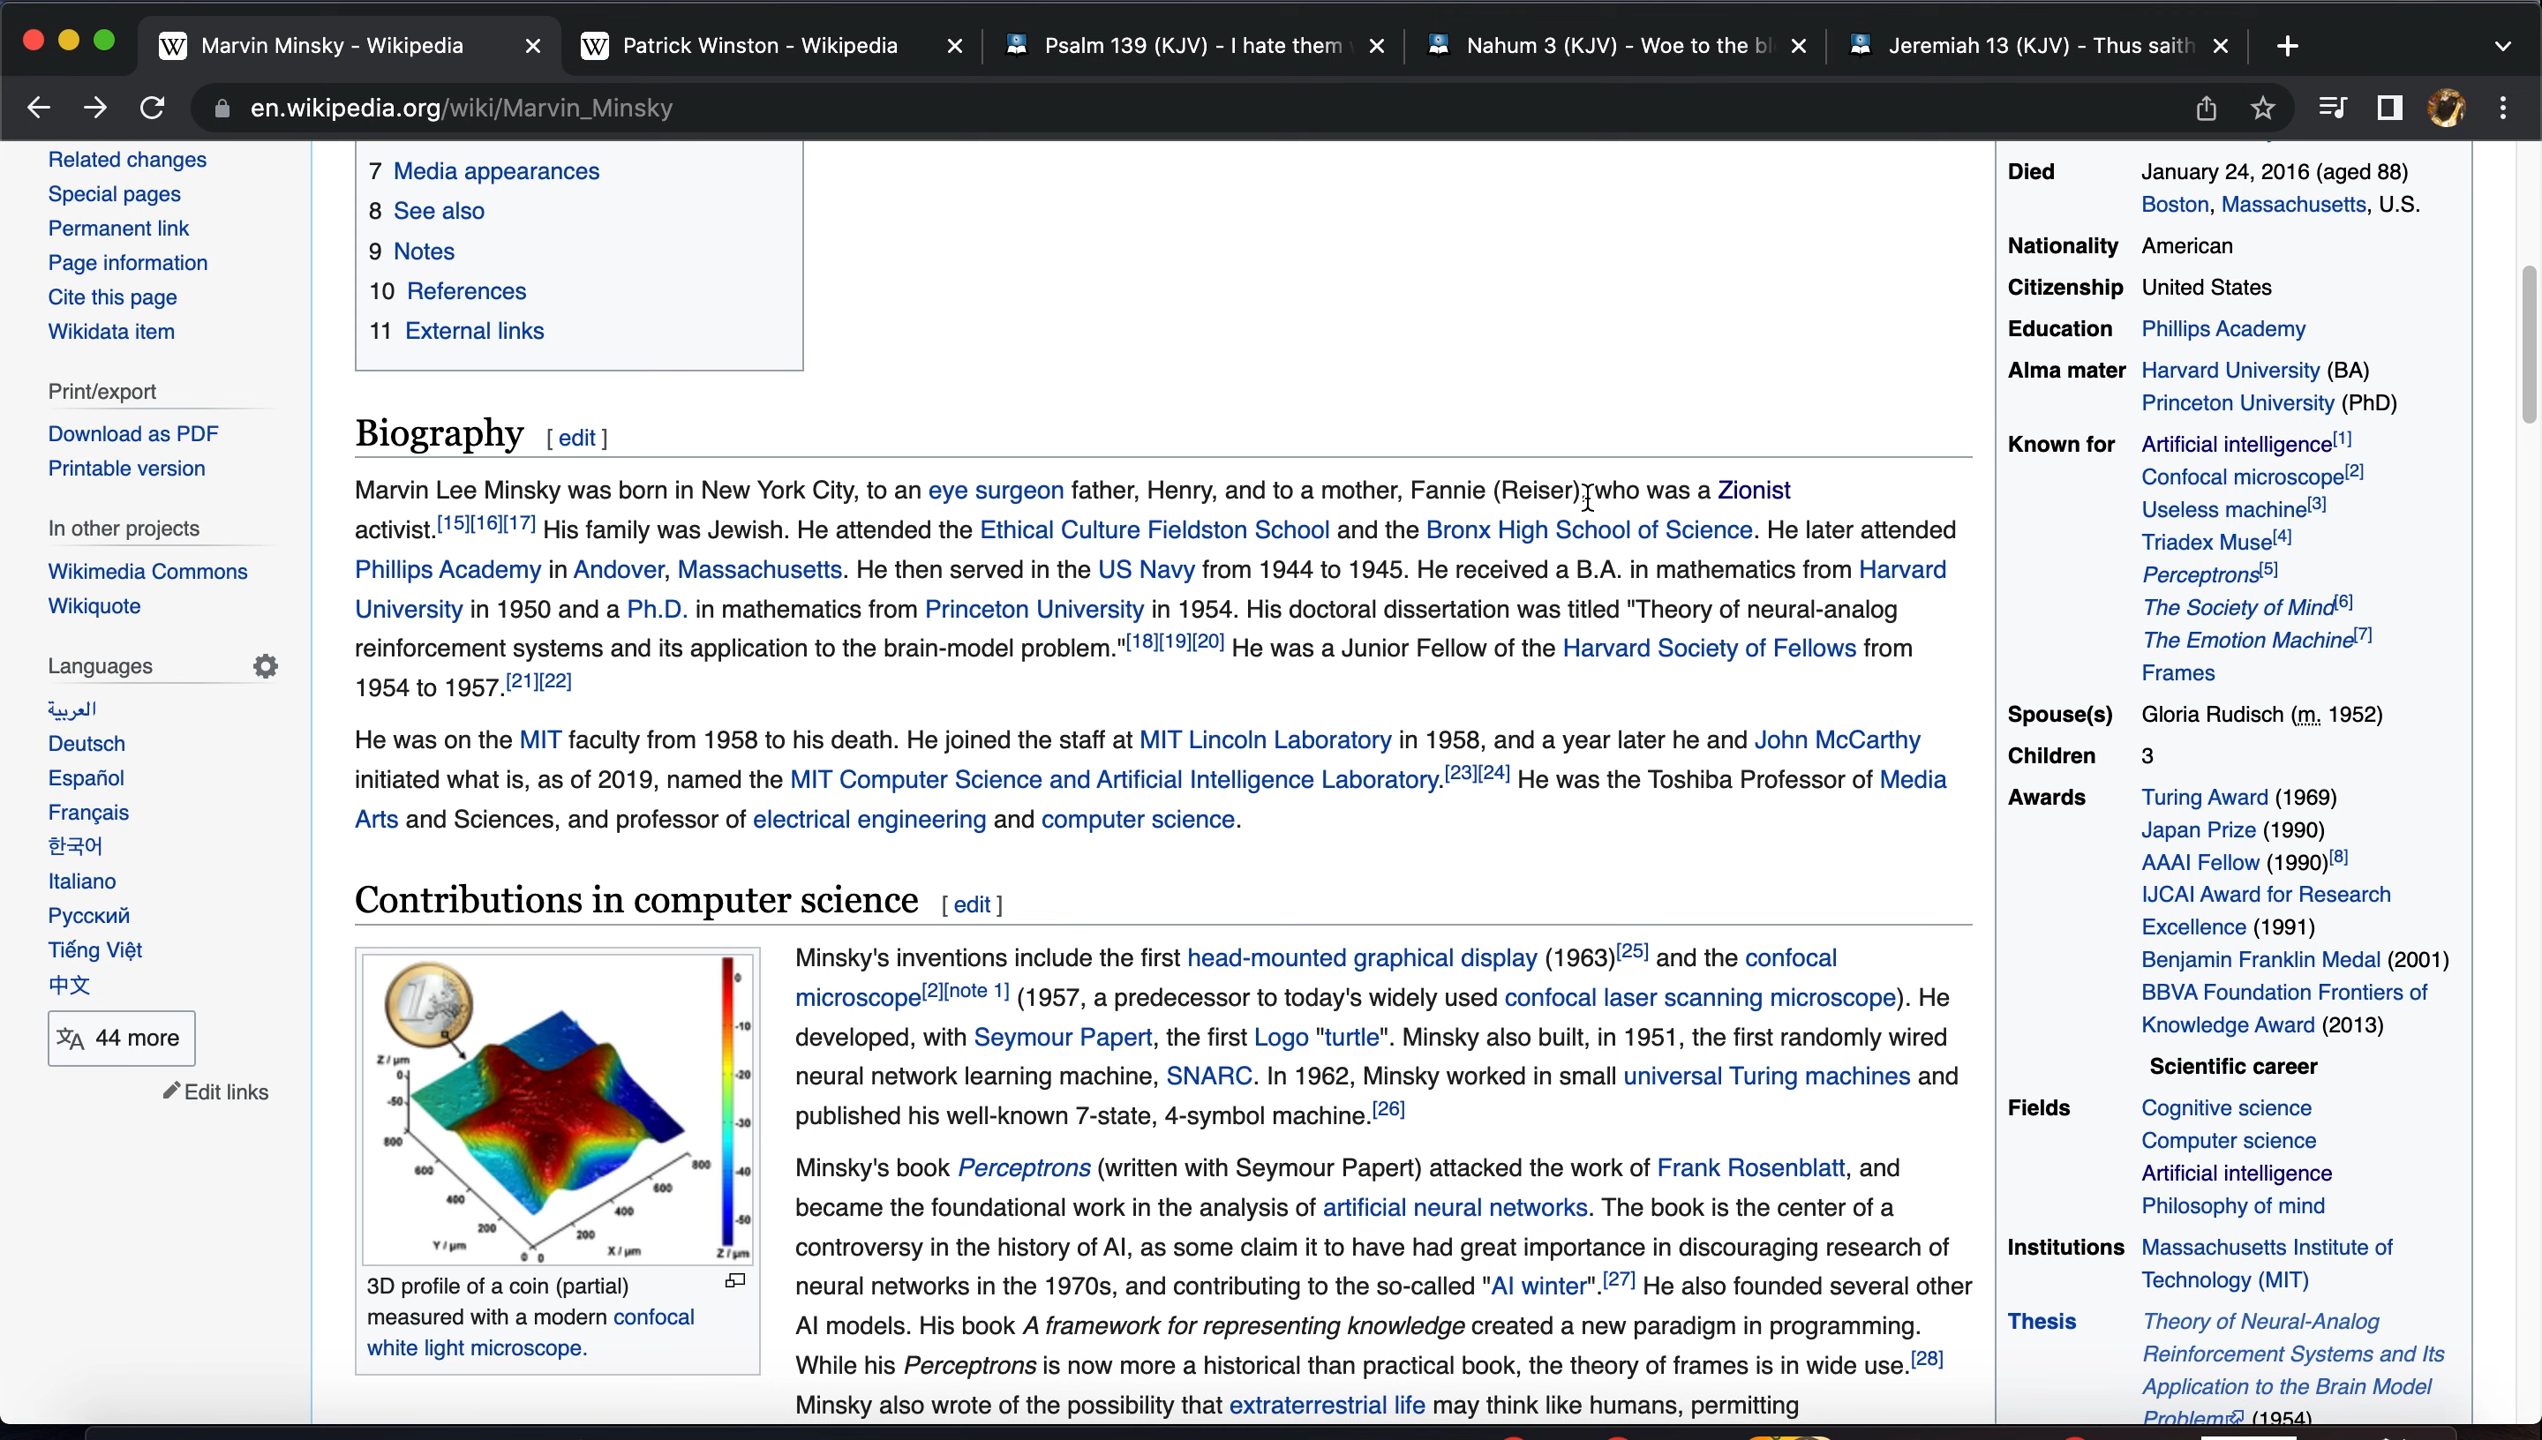 Marvin Minsky - Wikipedia
Patrick Winston - Wikipedia
Psalm 139 (KJV) - I hate them
Nahum 3 (KJV) - Woe to the bl
Jeremiah 13 (KJV) - Thus saith
en.wikipedia.org/wiki/Marvin_Minsky
Related changes
Special pages
Permanent link
Page information
Cite this page
Wikidata item
Print/export
Download as PDF
Printable version
In other projects
Wikimedia Commons
Wikiquote
Languages
العربية
Deutsch
Español
Français
한국어
Italiano
Русский
Tiếng Việt
中文
44 more
Edit links
7 Media appearances
8 See also
9 Notes
10 References
11 External links
Biography [ edit ]
Marvin Lee Minsky was born in New York City, to an eye surgeon father, Henry, and to a mother, Fannie (Reiser), who was a Zionist
activist.[15][16][17] His family was Jewish. He attended the Ethical Culture Fieldston School and the Bronx High School of Science. He later attended
Phillips Academy in Andover, Massachusetts. He then served in the US Navy from 1944 to 1945. He received a B.A. in mathematics from Harvard
University in 1950 and a Ph.D. in mathematics from Princeton University in 1954. His doctoral dissertation was titled "Theory of neural-analog
reinforcement systems and its application to the brain-model problem."[18][19][20] He was a Junior Fellow of the Harvard Society of Fellows from
1954 to 1957.[21][22]
He was on the MIT faculty from 1958 to his death. He joined the staff at MIT Lincoln Laboratory in 1958, and a year later he and John McCarthy
initiated what is, as of 2019, named the MIT Computer Science and Artificial Intelligence Laboratory.[23][24] He was the Toshiba Professor of Media
Arts and Sciences, and professor of electrical engineering and computer science.
Contributions in computer science [ edit ]
Z / µm
0
-50
800
600
400
200
Y / µm
0 0
200
400
600
800
X / µm
0
-10
-20
-30
-40
-50
Z / µm
3D profile of a coin (partial)
measured with a modern confocal
white light microscope.
Minsky's inventions include the first head-mounted graphical display (1963)[25] and the confocal
microscope[2][note 1] (1957, a predecessor to today's widely used confocal laser scanning microscope). He
developed, with Seymour Papert, the first Logo "turtle". Minsky also built, in 1951, the first randomly wired
neural network learning machine, SNARC. In 1962, Minsky worked in small universal Turing machines and
published his well-known 7-state, 4-symbol machine.[26]
Minsky's book Perceptrons (written with Seymour Papert) attacked the work of Frank Rosenblatt, and
became the foundational work in the analysis of artificial neural networks. The book is the center of a
controversy in the history of AI, as some claim it to have had great importance in discouraging research of
neural networks in the 1970s, and contributing to the so-called "AI winter".[27] He also founded several other
AI models. His book A framework for representing knowledge created a new paradigm in programming.
While his Perceptrons is now more a historical than practical book, the theory of frames is in wide use.[28]
Minsky also wrote of the possibility that extraterrestrial life may think like humans, permitting
Died January 24, 2016 (aged 88)
Boston, Massachusetts, U.S.
Nationality American
Citizenship United States
Education Phillips Academy
Alma mater Harvard University (BA)
Princeton University (PhD)
Known for Artificial intelligence[1]
Confocal microscope[2]
Useless machine[3]
Triadex Muse[4]
Perceptrons[5]
The Society of Mind[6]
The Emotion Machine[7]
Frames
Spouse(s) Gloria Rudisch (m. 1952)
Children 3
Awards Turing Award (1969)
Japan Prize (1990)
AAAI Fellow (1990)[8]
IJCAI Award for Research
Excellence (1991)
Benjamin Franklin Medal (2001)
BBVA Foundation Frontiers of
Knowledge Award (2013)
Scientific career
Fields Cognitive science
Computer science
Artificial intelligence
Philosophy of mind
Institutions Massachusetts Institute of
Technology (MIT)
Thesis Theory of Neural-Analog
Reinforcement Systems and Its
Application to the Brain Model
Problem (1954)